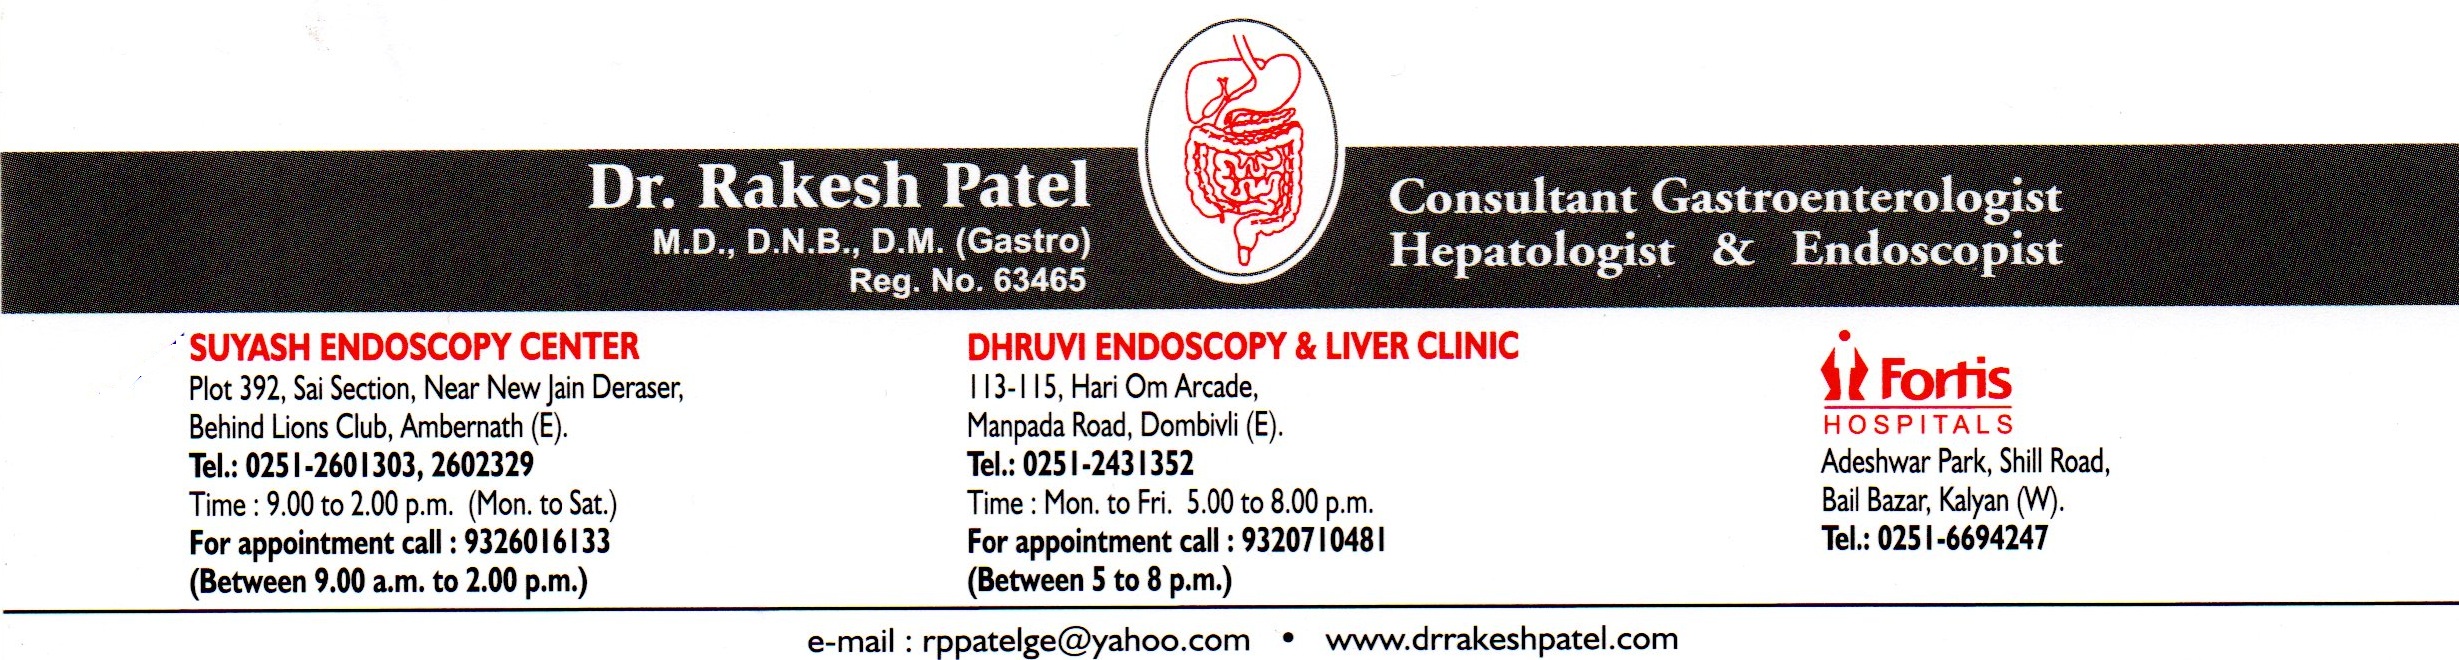 Dr. Rakesh Patel
M.D., D.N.B., D.M. (Gastro)
Reg. No. 63465
Consultant Gastroenterologist
Hepatologist & Endoscopist
SUYASH ENDOSCOPY CENTER
Plot 392, Sai Section, Near New Jain Deraser,
Behind Lions Club, Ambernath (E).
Tel.: 0251-2601303, 2602329
Time : 9.00 to 2.00 p.m. (Mon. to Sat.)
For appointment call : 9326016133
(Between 9.00 a.m. to 2.00 p.m.)
DHRUVI ENDOSCOPY & LIVER CLINIC
113-115, Hari Om Arcade,
Manpada Road, Dombivli (E).
Tel.: 0251-2431352
Time : Mon. to Fri. 5.00 to 8.00 p.m.
For appointment call : 9320710481
(Between 5 to 8 p.m.)
Fortis
HOSPITALS
Adeshwar Park, Shill Road,
Bail Bazar, Kalyan (W).
Tel.: 0251-6694247
e-mail : rppatelge@yahoo.com • www.drrakeshpatel.com